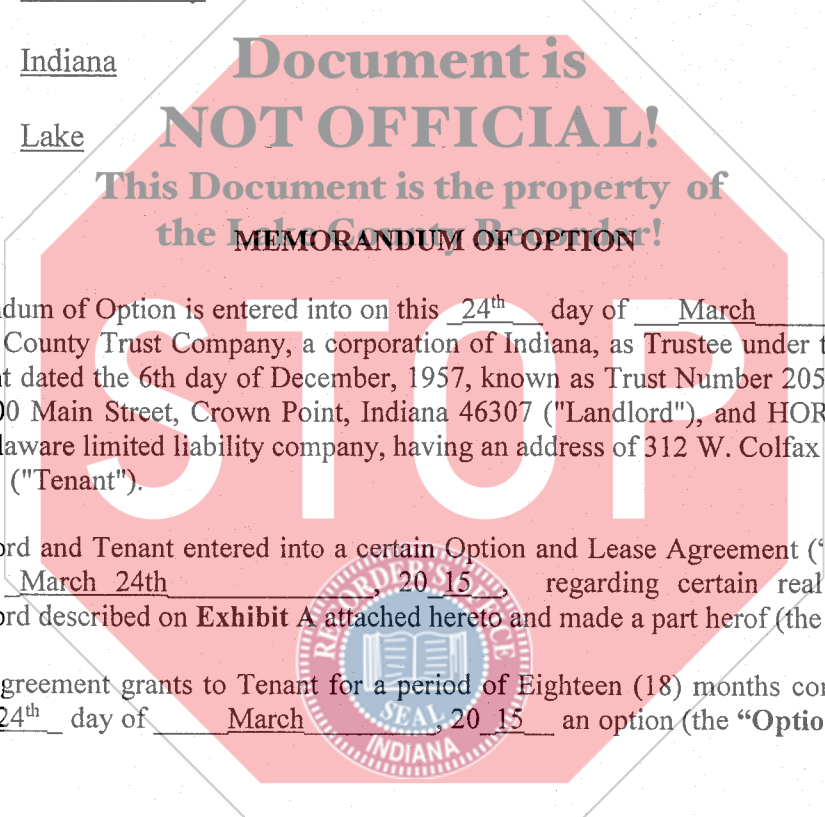 Indiana
Document is
Lake
NOT OFFICIAL!
This Document is the property of
the Lake County Recorder!
MEMORANDUM OF OPTION
dum of Option is entered into on this 24th day of March
County Trust Company, a corporation of Indiana, as Trustee under
t dated the 6th day of December, 1957, known as Trust Number 205
00 Main Street, Crown Point, Indiana 46307 ("Landlord"), and HOR
laware limited liability company, having an address of 312 W. Colfax
("Tenant").
ord and Tenant entered into a certain Option and Lease Agreement ("
March 24th, 20 15, regarding certain real
ord described on Exhibit A attached hereto and made a part herof (the
greement grants to Tenant for a period of Eighteen (18) months co
24th day of March, 20 15 an option (the "Optio
STOP
RECORDER'S OFFICE
SEAL
INDIANA